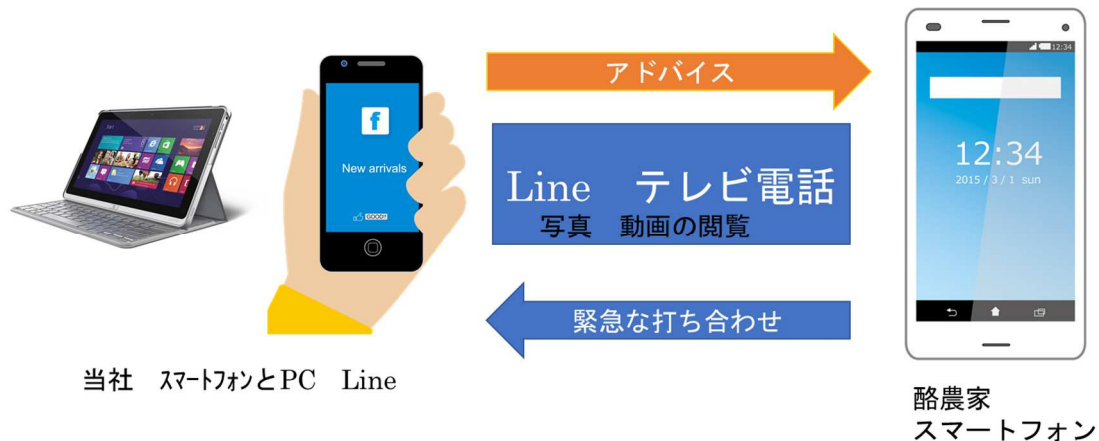 アドバイス
Line　テレビ電話
写真　動画の閲覧
緊急な打ち合わせ
当社　ｽﾏｰﾄﾌｫﾝとPC　Line
酪農家
スマートフォン
f
New arrivals
GOOD!!
12:34
12:34
2015 / 3 / 1 sun